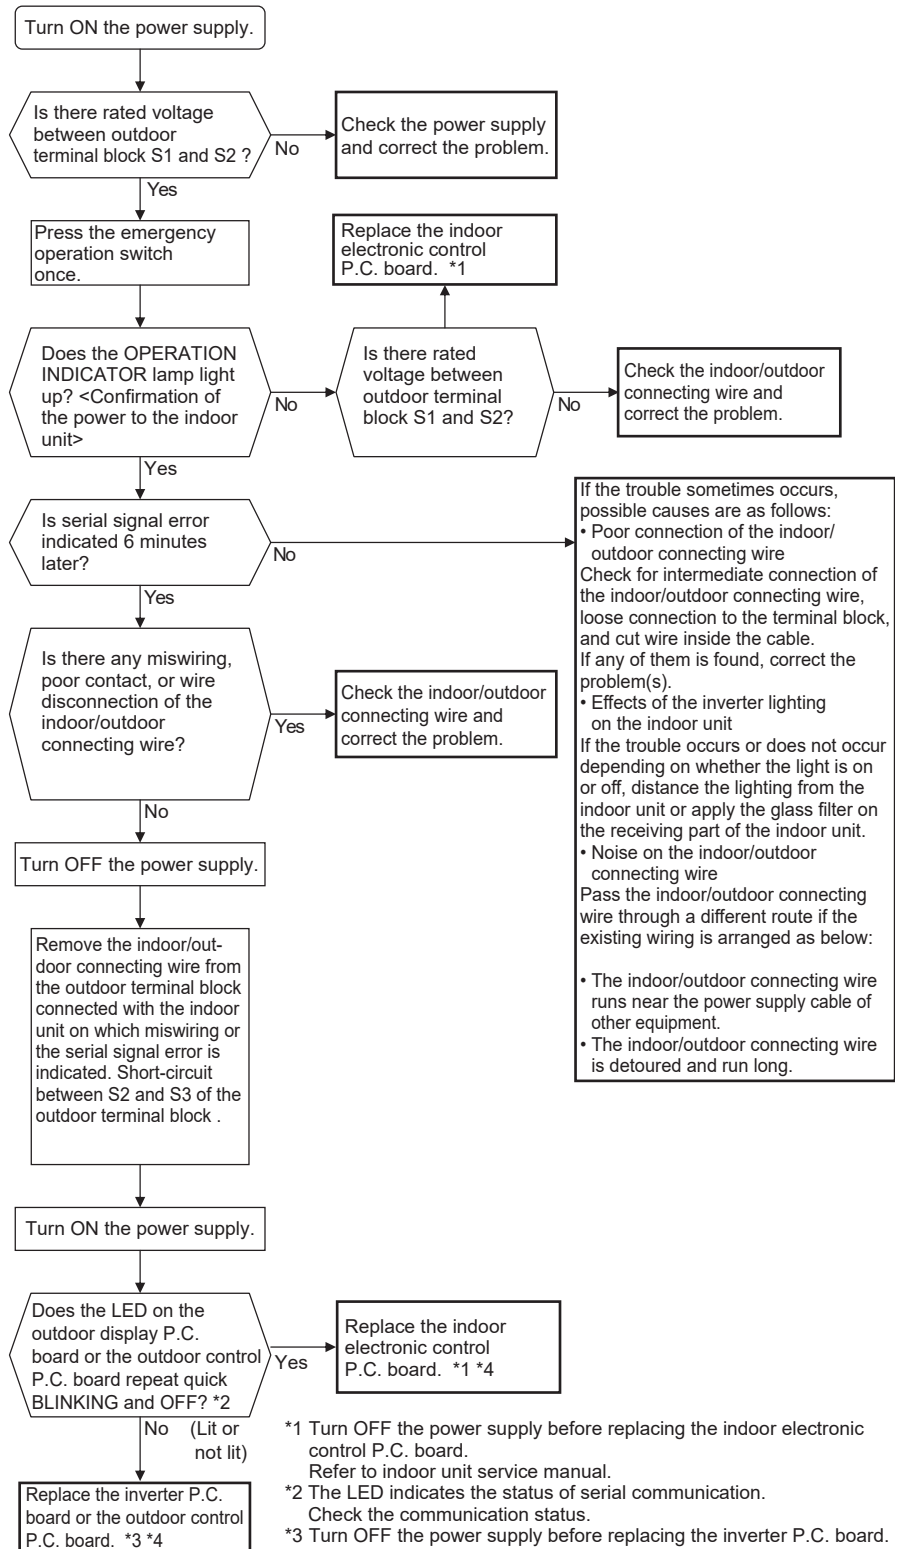 Turn ON the power supply.
Is there rated voltage
between outdoor
terminal block S1 and S2 ?
No
Check the power supply
and correct the problem.
Yes
Press the emergency
operation switch
once.
Replace the indoor
electronic control
P.C. board. *1
Does the OPERATION
INDICATOR lamp light
up? <Confirmation of
the power to the indoor
unit>
No
Is there rated
voltage between
outdoor terminal
block S1 and S2?
No
Check the indoor/outdoor
connecting wire and
correct the problem.
Yes
Is serial signal error
indicated 6 minutes
later?
No
If the trouble sometimes occurs,
possible causes are as follows:
• Poor connection of the indoor/
outdoor connecting wire
Check for intermediate connection of
the indoor/outdoor connecting wire,
loose connection to the terminal block,
and cut wire inside the cable.
If any of them is found, correct the
problem(s).
• Effects of the inverter lighting
on the indoor unit
If the trouble occurs or does not occur
depending on whether the light is on
or off, distance the lighting from the
indoor unit or apply the glass filter on
the receiving part of the indoor unit.
• Noise on the indoor/outdoor
connecting wire
Pass the indoor/outdoor connecting
wire through a different route if the
existing wiring is arranged as below:
• The indoor/outdoor connecting wire
runs near the power supply cable of
other equipment.
• The indoor/outdoor connecting wire
is detoured and run long.
Yes
Is there any miswiring,
poor contact, or wire
disconnection of the
indoor/outdoor
connecting wire?
Yes
Check the indoor/outdoor
connecting wire and
correct the problem.
No
Turn OFF the power supply.
Remove the indoor/out-
door connecting wire from
the outdoor terminal block
connected with the indoor
unit on which miswiring or
the serial signal error is
indicated. Short-circuit
between S2 and S3 of the
outdoor terminal block .
Turn ON the power supply.
Does the LED on the
outdoor display P.C.
board or the outdoor control
P.C. board repeat quick
BLINKING and OFF? *2
Yes
Replace the indoor
electronic control
P.C. board. *1 *4
No (Lit or
not lit)
Replace the inverter P.C.
board or the outdoor control
P.C. board. *3 *4
*1 Turn OFF the power supply before replacing the indoor electronic
control P.C. board.
Refer to indoor unit service manual.
*2 The LED indicates the status of serial communication.
Check the communication status.
*3 Turn OFF the power supply before replacing the inverter P.C. board.